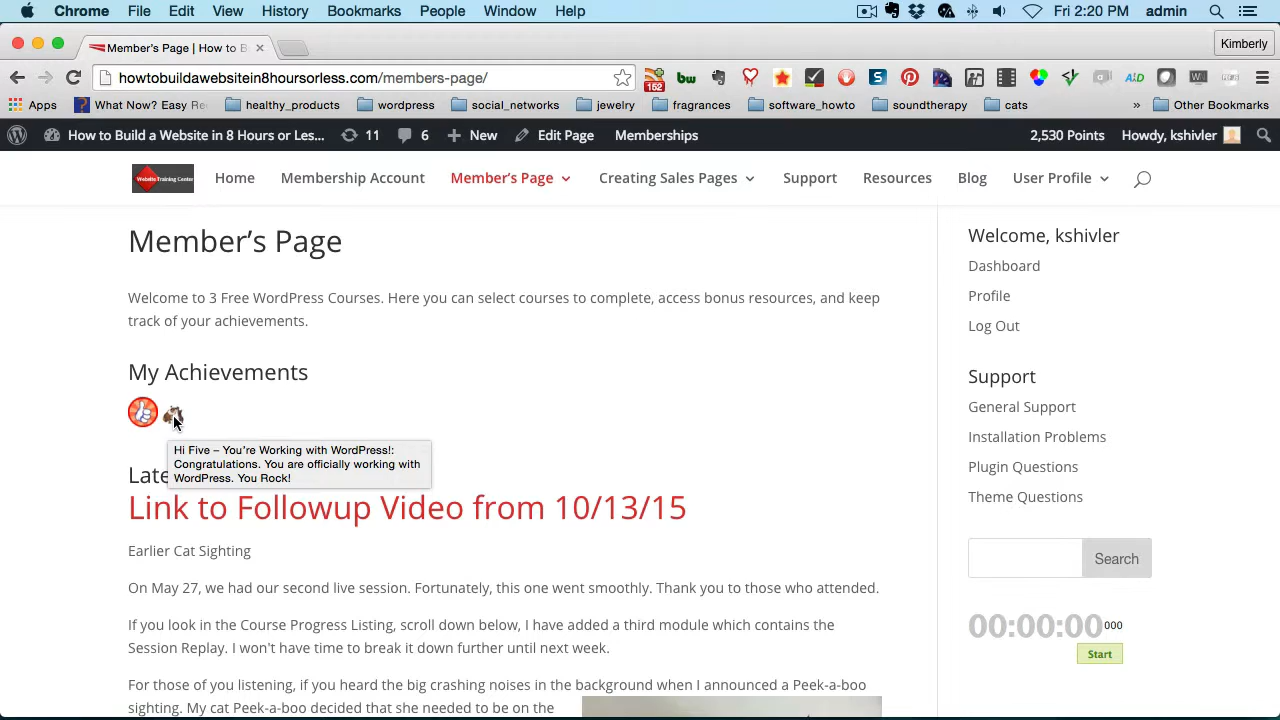 Chrome File Edit View History Bookmarks People Window Help Fri 2:20 PM admin
Member's Page | How to B Kimberly
howtobuildawebsitein8hoursorless.com/members-page/ 152 bw
Apps What Now? Easy Re healthy_products wordpress social_networks jewelry fragran software_howto soundtherapy cats » Other Bookmarks
How to Build a Website in 8 Hours or Les... 11 6 New Edit Page Memberships 2,530 Points Howdy, kshivler
Website Training Center Home Membership Account Member's Page Creating Sales Pages Support Resources Blog User Profile
Member's Page
Welcome to 3 Free WordPress Courses. Here you can select courses to complete, access bonus resources, and keep
track of your achievements.
My Achievements
Hi Five – You're Working with WordPress!:
Congratulations. You are officially working with
WordPress. You Rock!
Late
Link to Followup Video from 10/13/15
Earlier Cat Sighting
On May 27, we had our second live session. Fortunately, this one went smoothly. Thank you to those who attended.
If you look in the Course Progress Listing, scroll down below, I have added a third module which contains the
Session Replay. I won't have time to break it down further until next week.
For those of you listening, if you heard the big crashing noises in the background when I announced a Peek-a-boo
sighting. My cat Peek-a-boo decided that she needed to be on the
Welcome, kshivler
Dashboard
Profile
Log Out
Support
General Support
Installation Problems
Plugin Questions
Theme Questions
Search
00:00:00 000
Start